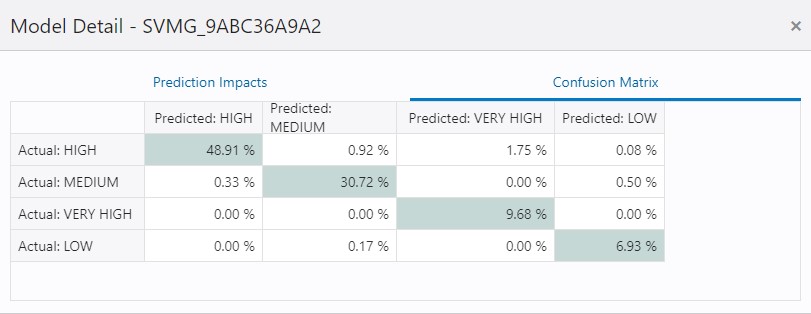 Model Detail - SVMG_9ABC36A9A2 ×
Prediction Impacts Confusion Matrix
Predicted: HIGH Predicted: MEDIUM Predicted: VERY HIGH Predicted: LOW
Actual: HIGH 48.91 % 0.92 % 1.75 % 0.08 %
Actual: MEDIUM 0.33 % 30.72 % 0.00 % 0.50 %
Actual: VERY HIGH 0.00 % 0.00 % 9.68 % 0.00 %
Actual: LOW 0.00 % 0.17 % 0.00 % 6.93 %